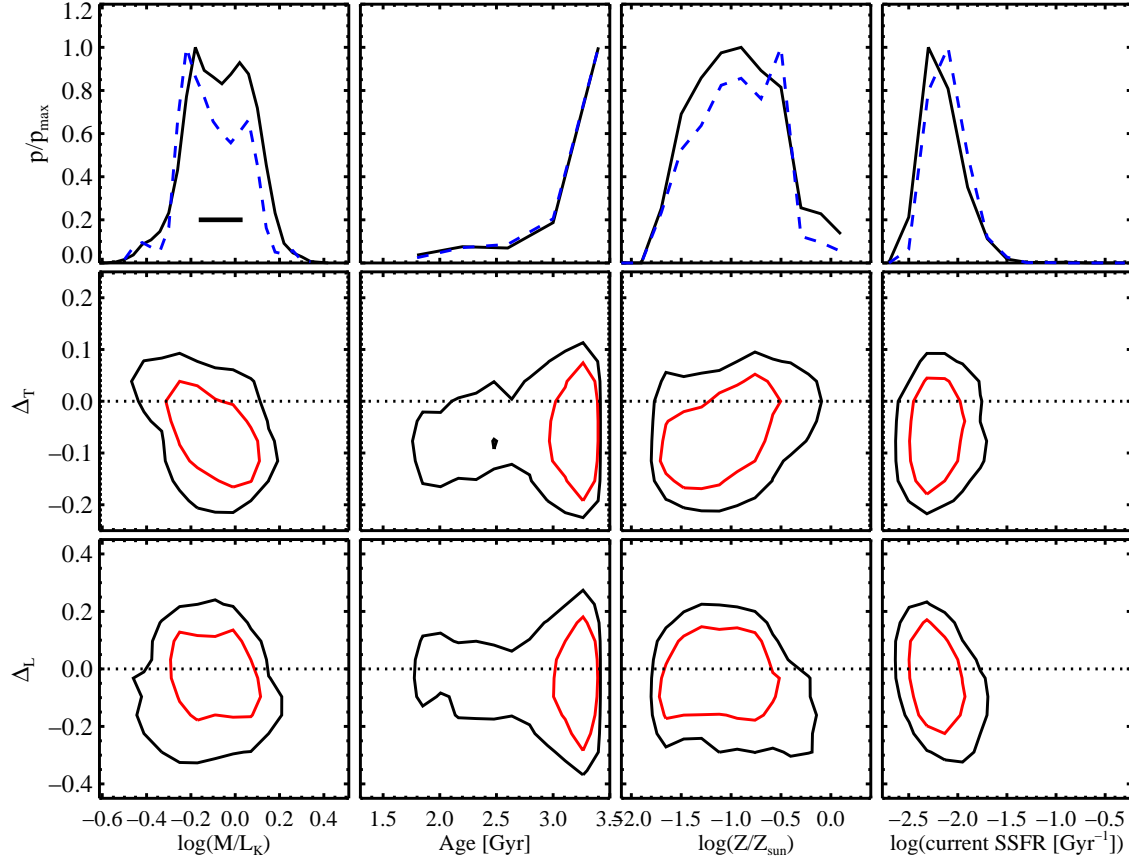 p/p_max
1.0
0.8
0.6
0.4
0.2
0.0
Δ_T
0.2
0.1
0.0
−0.1
−0.2
Δ_L
0.4
0.2
0.0
−0.2
−0.4
−0.6 −0.4 −0.2 0.0 0.2 0.4
1.5 2.0 2.5 3.0 3.5
−2.0 −1.5 −1.0 −0.5 0.0
−2.5 −2.0 −1.5 −1.0 −0.5
log(M/L_K)
Age [Gyr]
log(Z/Z_sun)
log(current SSFR [Gyr⁻¹])